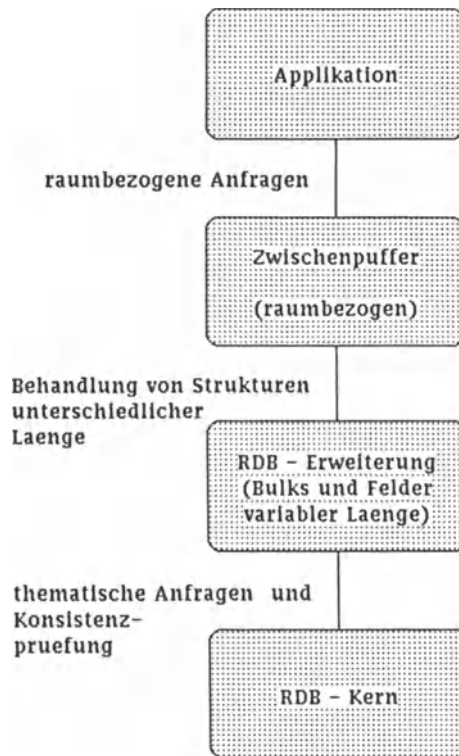 Applikation
raumbezogene Anfragen
Zwischenpuffer
(raumbezogen)
Behandlung von Strukturen
unterschiedlicher
Laenge
RDB - Erweiterung
(Bulks und Felder
variabler Laenge)
thematische Anfragen und
Konsistenz-
pruefung
RDB - Kern